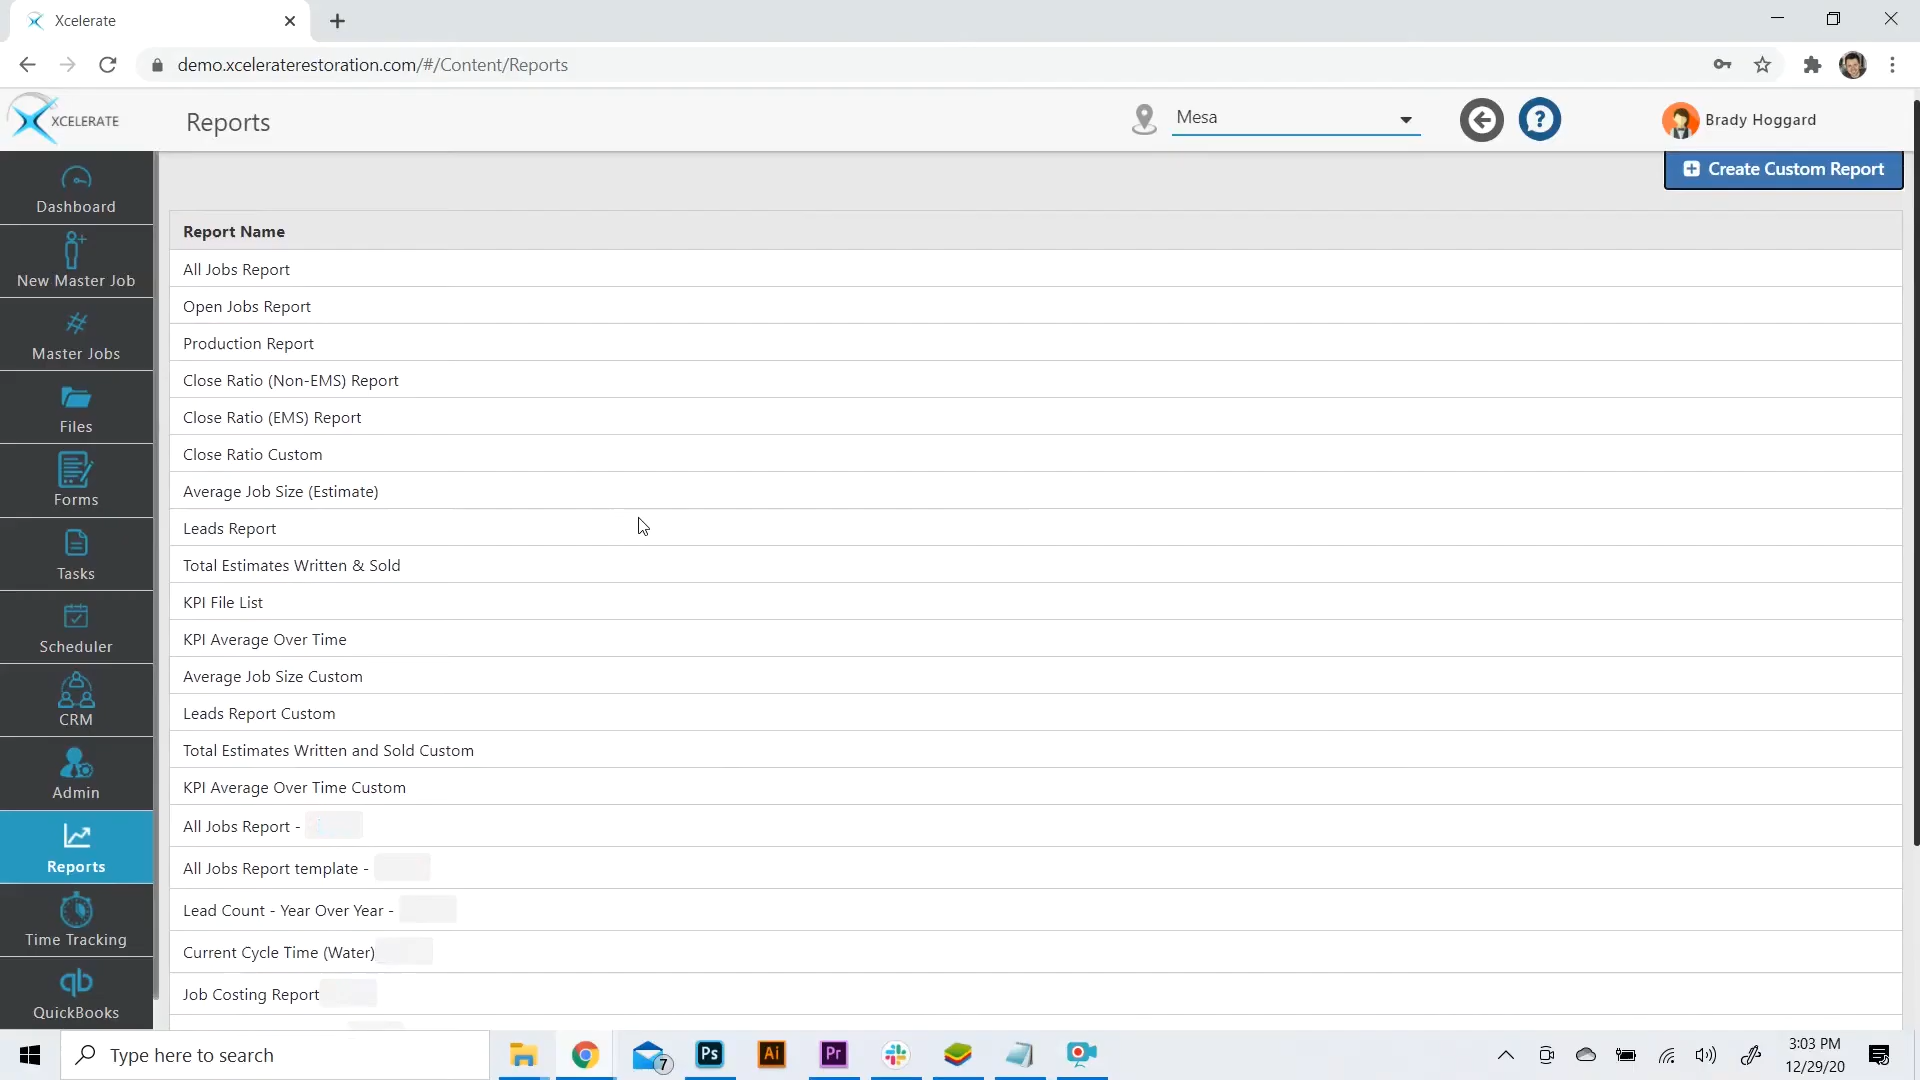 Xcelerate
demo.xceleraterestoration.com/#/Content/Reports
XCELERATE
Reports
Mesa
Brady Hoggard
Create Custom Report
Dashboard
New Master Job
Master Jobs
Files
Forms
Tasks
Scheduler
CRM
Admin
Reports
Time Tracking
QuickBooks
Report Name
All Jobs Report
Open Jobs Report
Production Report
Close Ratio (Non-EMS) Report
Close Ratio (EMS) Report
Close Ratio Custom
Average Job Size (Estimate)
Leads Report
Total Estimates Written & Sold
KPI File List
KPI Average Over Time
Average Job Size Custom
Leads Report Custom
Total Estimates Written and Sold Custom
KPI Average Over Time Custom
All Jobs Report -
All Jobs Report template -
Lead Count - Year Over Year -
Current Cycle Time (Water)
Job Costing Report
Type here to search
7
Ps
Ai
Pr
3:03 PM
12/29/20